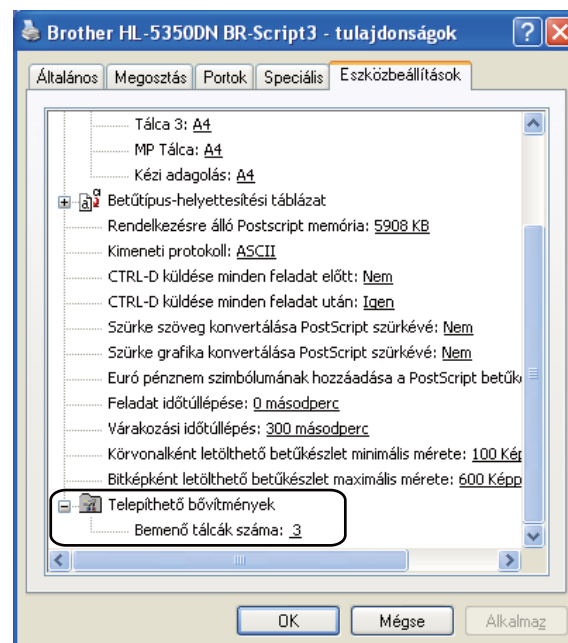 Brother HL-5350DN BR-Script3 - tulajdonságok
Általános Megosztás Portok Speciális Eszközbeállítások
Tálca 3: A4
MP Tálca: A4
Kézi adagolás: A4
Betűtípus-helyettesítési táblázat
Rendelkezésre álló Postscript memória: 5908 KB
Kimeneti protokoll: ASCII
CTRL-D küldése minden feladat előtt: Nem
CTRL-D küldése minden feladat után: Igen
Szürke szöveg konvertálása PostScript szürkévé: Nem
Szürke grafika konvertálása PostScript szürkévé: Nem
Euró pénznem szimbólumának hozzáadása a PostScript betűk
Feladat időtúllépése: 0 másodperc
Várakozási időtúllépés: 300 másodperc
Körvonalként letölthető betűkészlet minimális mérete: 100 Kép
Bitképként letölthető betűkészlet maximális mérete: 600 Képp
Telepíthető bővítmények
Bemenő tálcák száma: 3
OK Mégse Alkalmaz